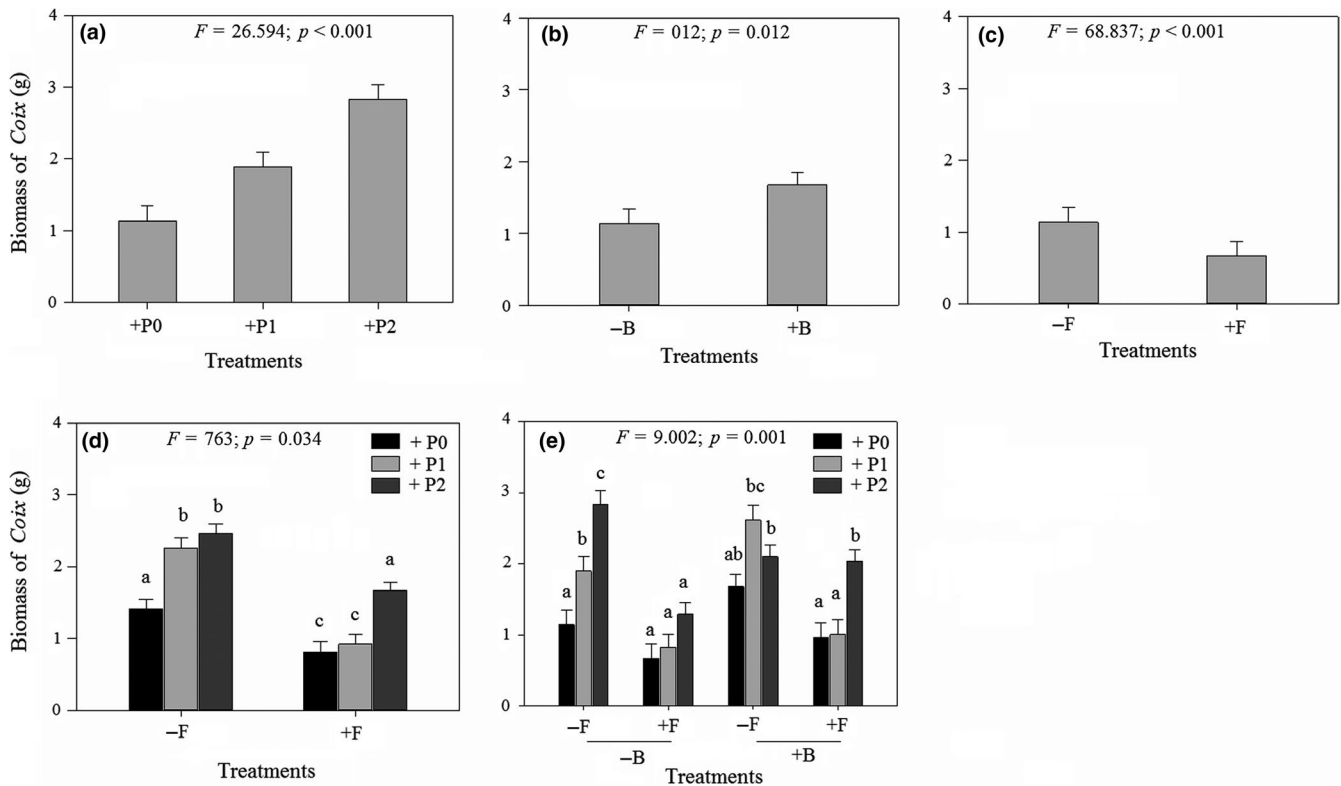 (a)
F = 26.594; p < 0.001
4
3
2
1
0
Biomass of Coix (g)
+P0 +P1 +P2
Treatments
(b)
F = 012; p = 0.012
4
3
2
1
0
–B +B
Treatments
(c)
F = 68.837; p < 0.001
4
3
2
1
0
–F +F
Treatments
(d)
F = 763; p = 0.034
+ P0
+ P1
+ P2
4
3
2
1
0
Biomass of Coix (g)
a b b c c a
–F +F
Treatments
(e)
F = 9.002; p = 0.001
+ P0
+ P1
+ P2
4
3
2
1
0
a b c a a a ab bc b a a b
–F +F –F +F
–B +B
Treatments